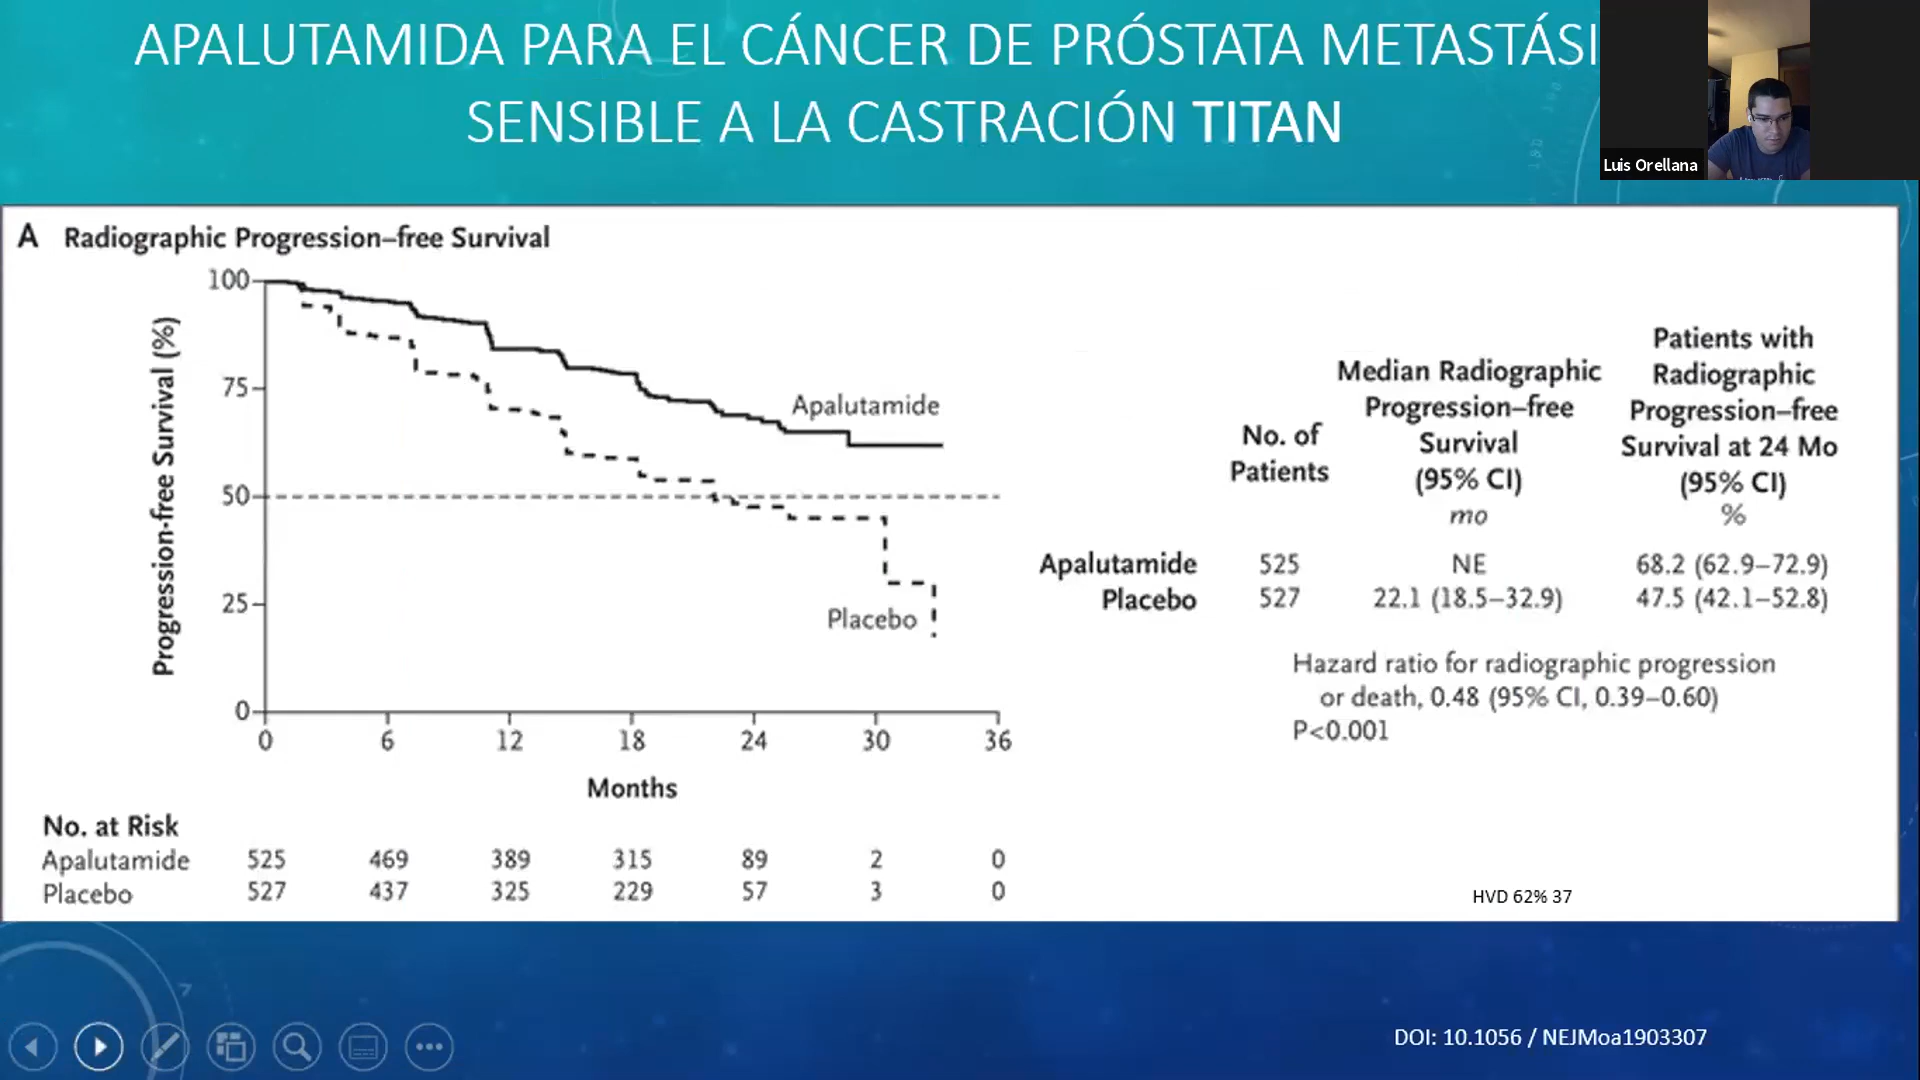 APALUTAMIDA PARA EL CÁNCER DE PRÓSTATA METASTÁSI
SENSIBLE A LA CASTRACIÓN TITAN
Luis Orellana
A Radiographic Progression–free Survival
Progression-free Survival (%)
100
75
50
25
0
Apalutamide
Placebo
0 6 12 18 24 30 36
Months
No. at Risk
Apalutamide 525 469 389 315 89 2 0
Placebo 527 437 325 229 57 3 0
No. of
Patients
Median Radiographic
Progression–free
Survival
(95% CI)
mo
Patients with
Radiographic
Progression–free
Survival at 24 Mo
(95% CI)
%
Apalutamide 525 NE 68.2 (62.9–72.9)
Placebo 527 22.1 (18.5–32.9) 47.5 (42.1–52.8)
Hazard ratio for radiographic progression
or death, 0.48 (95% CI, 0.39–0.60)
P<0.001
HVD 62% 37
DOI: 10.1056 / NEJMoa1903307